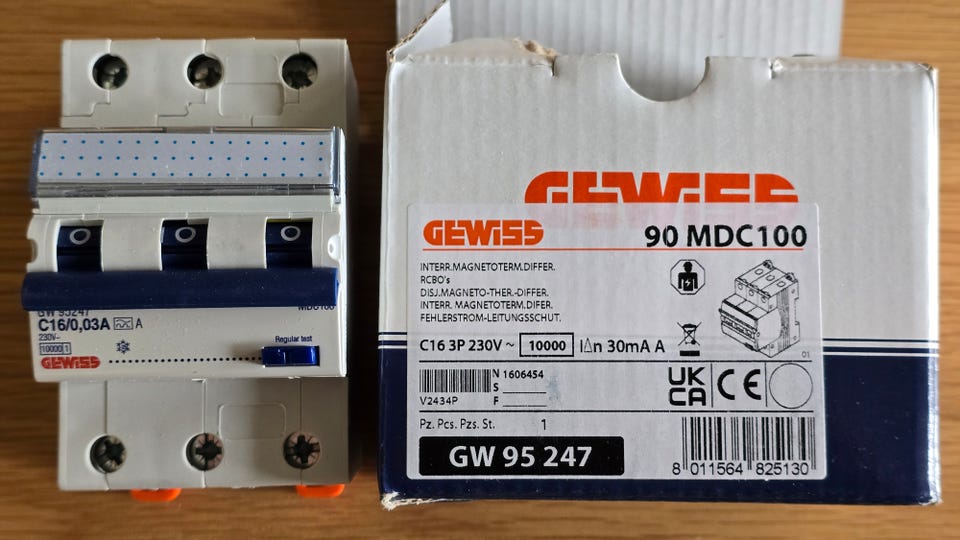 O O O
GW 95247
MDC100
C16/0,03A A
230V~
10000 1
Regular test
GEWISS
GEWISS
GEWISS 90 MDC100
INTERR.MAGNETOTERM.DIFFER.
RCBO's
DISJ.MAGNETO-THER.-DIFFER.
INTERR. MAGNETOTERM.DIFER.
FEHLERSTROM-LEITUNGSSCHUT.
01
C16 3P 230V ~ 10000 I∆n 30mA A
N 1606454
S
V2434P F
UK CA CE
Pz. Pcs. Pzs. St. 1
GW 95 247
8 011564 825130